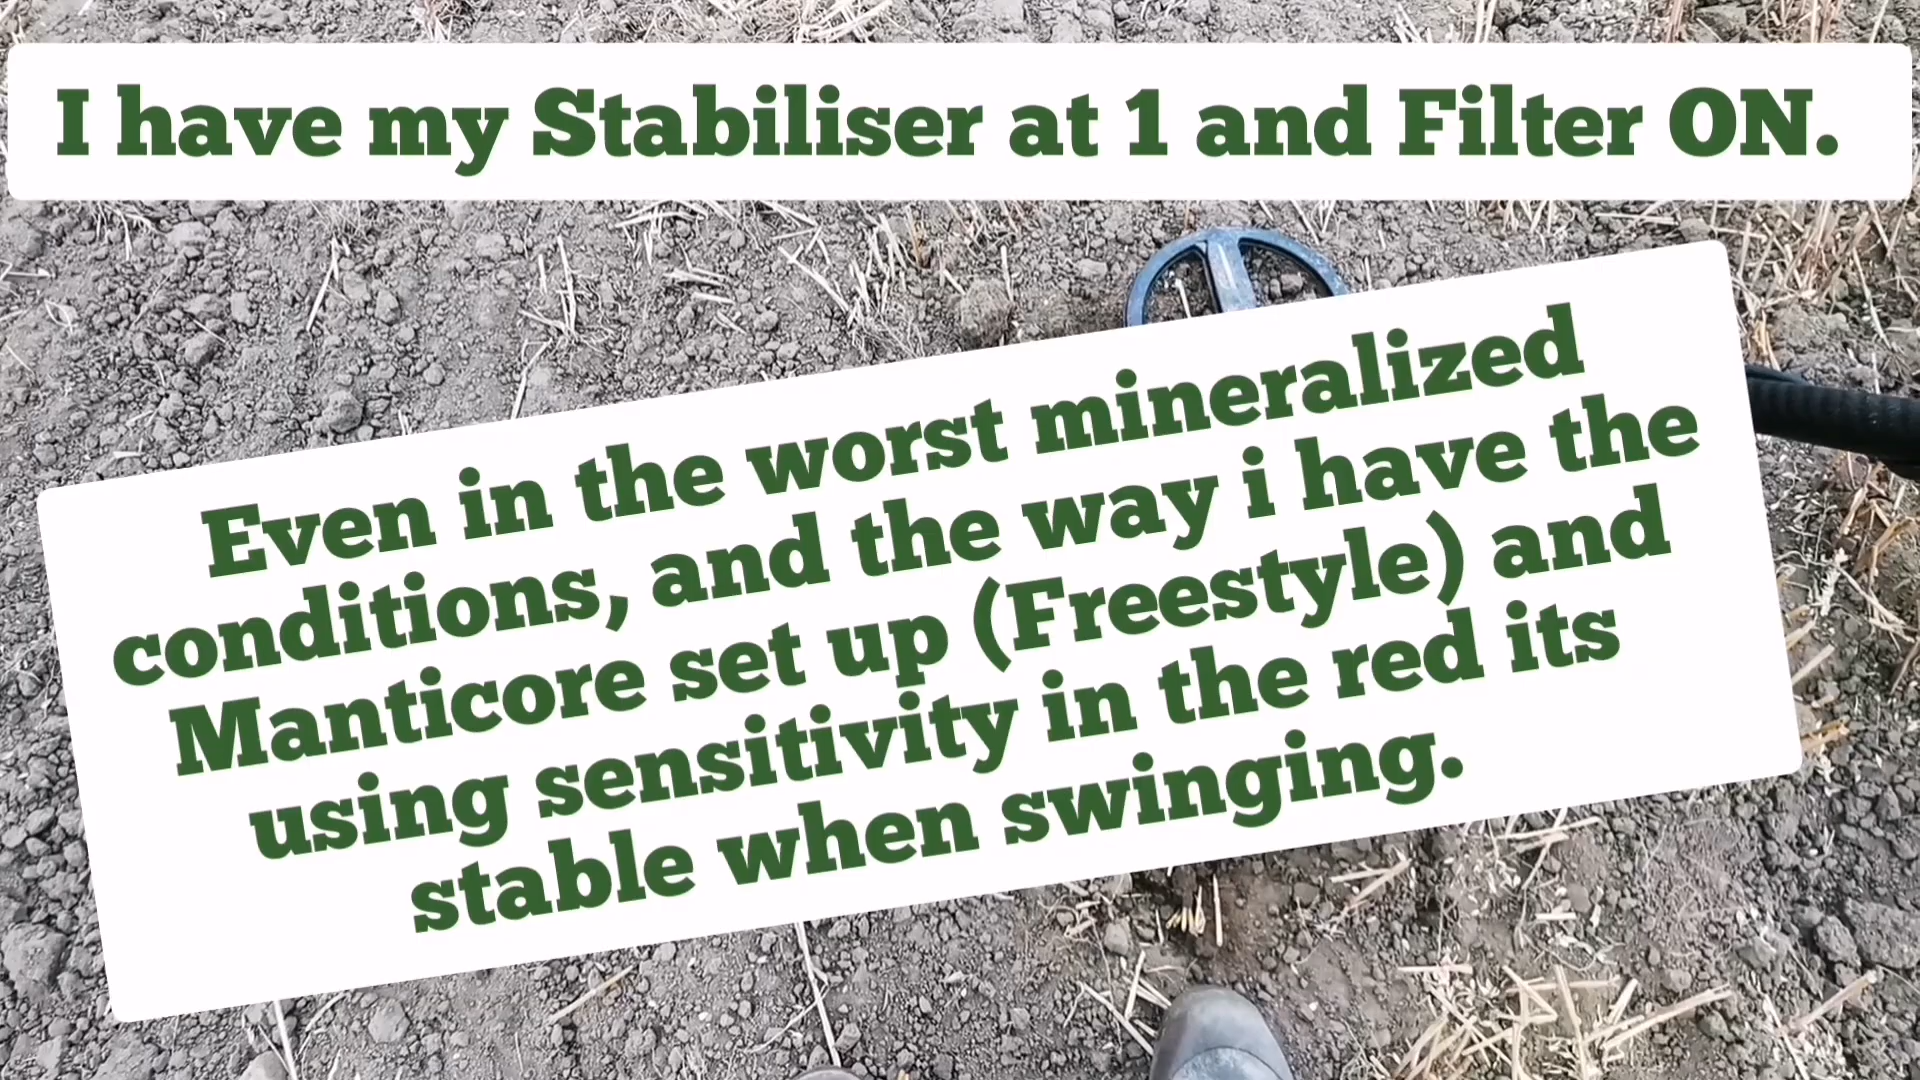 I have my Stabiliser at 1 and Filter ON.
Even in the worst mineralized
conditions, and the way i have the
Manticore set up (Freestyle) and
using sensitivity in the red its
stable when swinging.